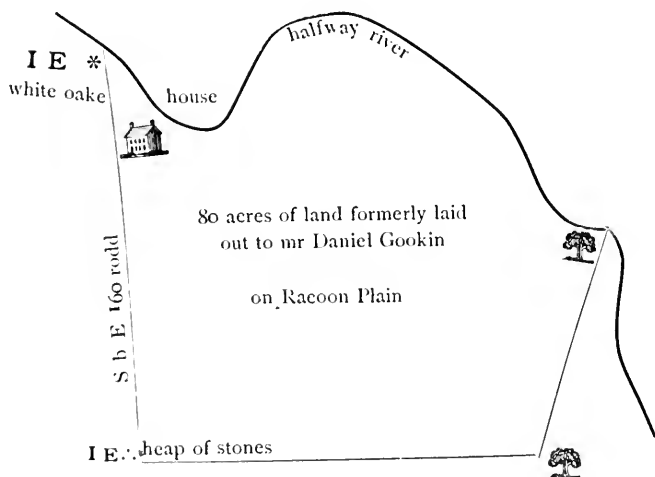 halfway river
I E *
white oake
house
80 acres of land formerly laid
out to mr Daniel Gookin
on Racoon Plain
S b E 160 rodd
I E ∴ heap of stones